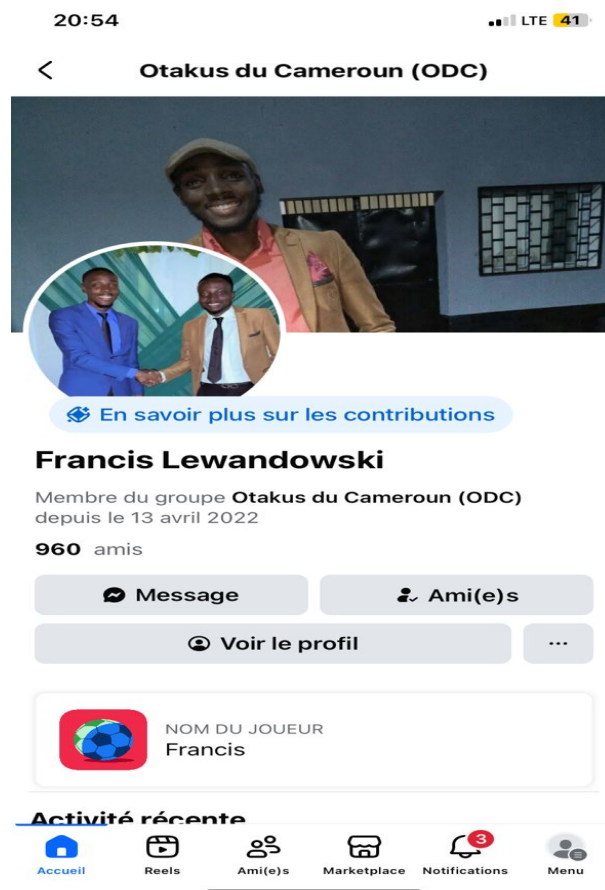 20:54
LTE 41
Otakus du Cameroun (ODC)
En savoir plus sur les contributions
Francis Lewandowski
Membre du groupe Otakus du Cameroun (ODC)
depuis le 13 avril 2022
960 amis
Message
Ami(e)s
Voir le profil
...
NOM DU JOUEUR
Francis
Activité récente
3
Accueil
Reels
Ami(e)s
Marketplace
Notifications
Menu